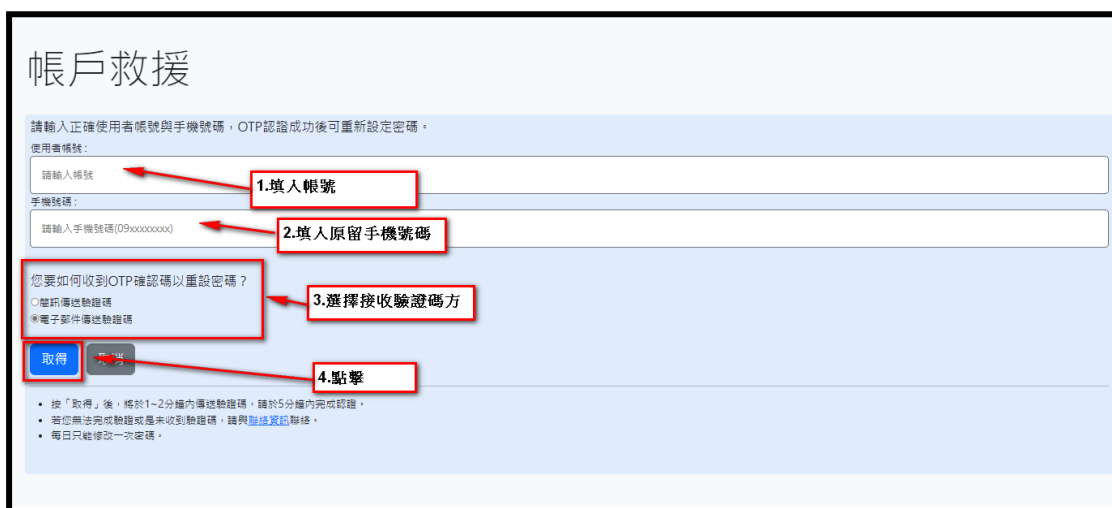 帳戶救援
請輸入正確使用者帳號與手機號碼，OTP認證成功後可重新設定密碼。
使用者帳號：
請輸入帳號
1.填入帳號
手機號碼：
請輸入手機號碼(09xxxxxxxx)
2.填入原留手機號碼
您要如何收到OTP確認碼以重設密碼？
簡訊傳送驗證碼
3.選擇接收驗證碼方
電子郵件傳送驗證碼
取得 取消
4.點擊
• 按「取得」後，將於1~2分鐘內傳送驗證碼，請於5分鐘內完成認證。
• 若您無法完成驗證或是未收到驗證碼，請與聯絡資訊聯絡。
• 每日只能修改一次密碼。